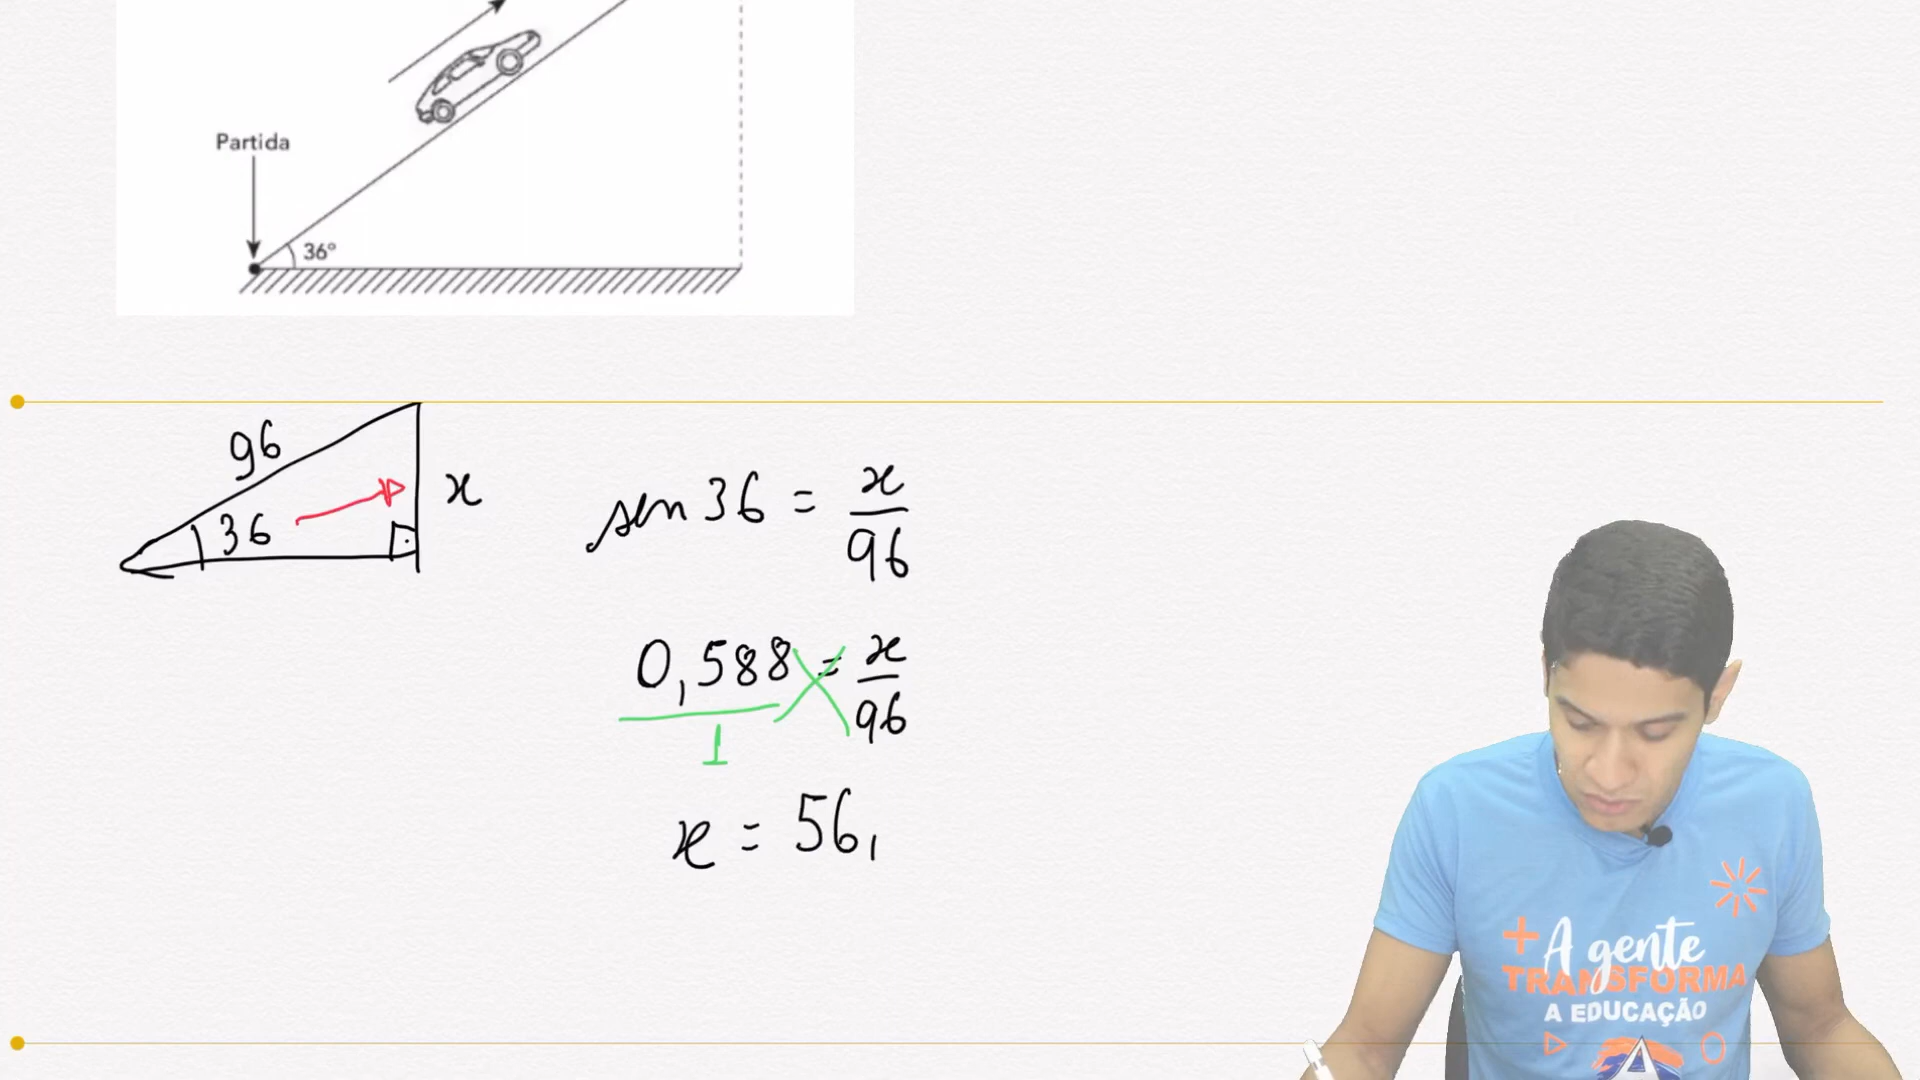 Partida
36°
96
36
x
sen 36 = x
96
0,588 = x
1
96
x = 56,
+ A gente
TRANSFORMA
A EDUCAÇÃO